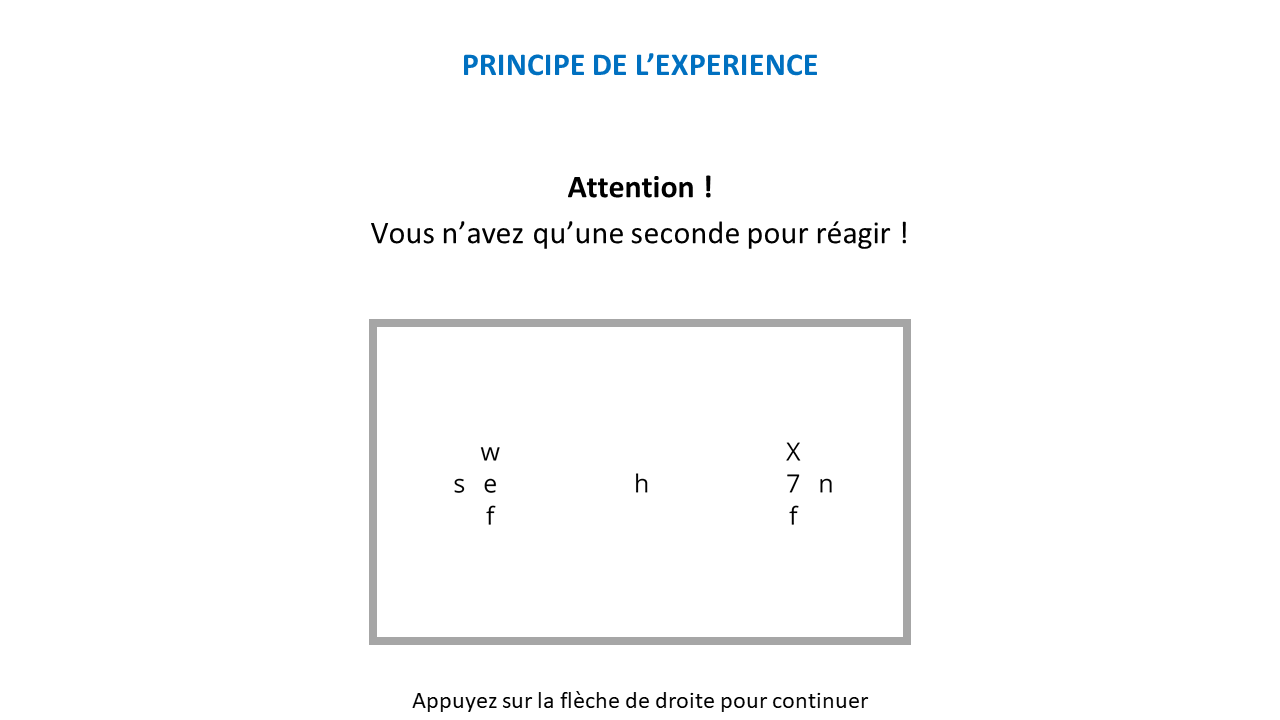 PRINCIPE DE L’EXPERIENCE
Attention !
Vous n’avez qu’une seconde pour réagir !
w X
s e h 7 n
f f
Appuyez sur la flèche de droite pour continuer